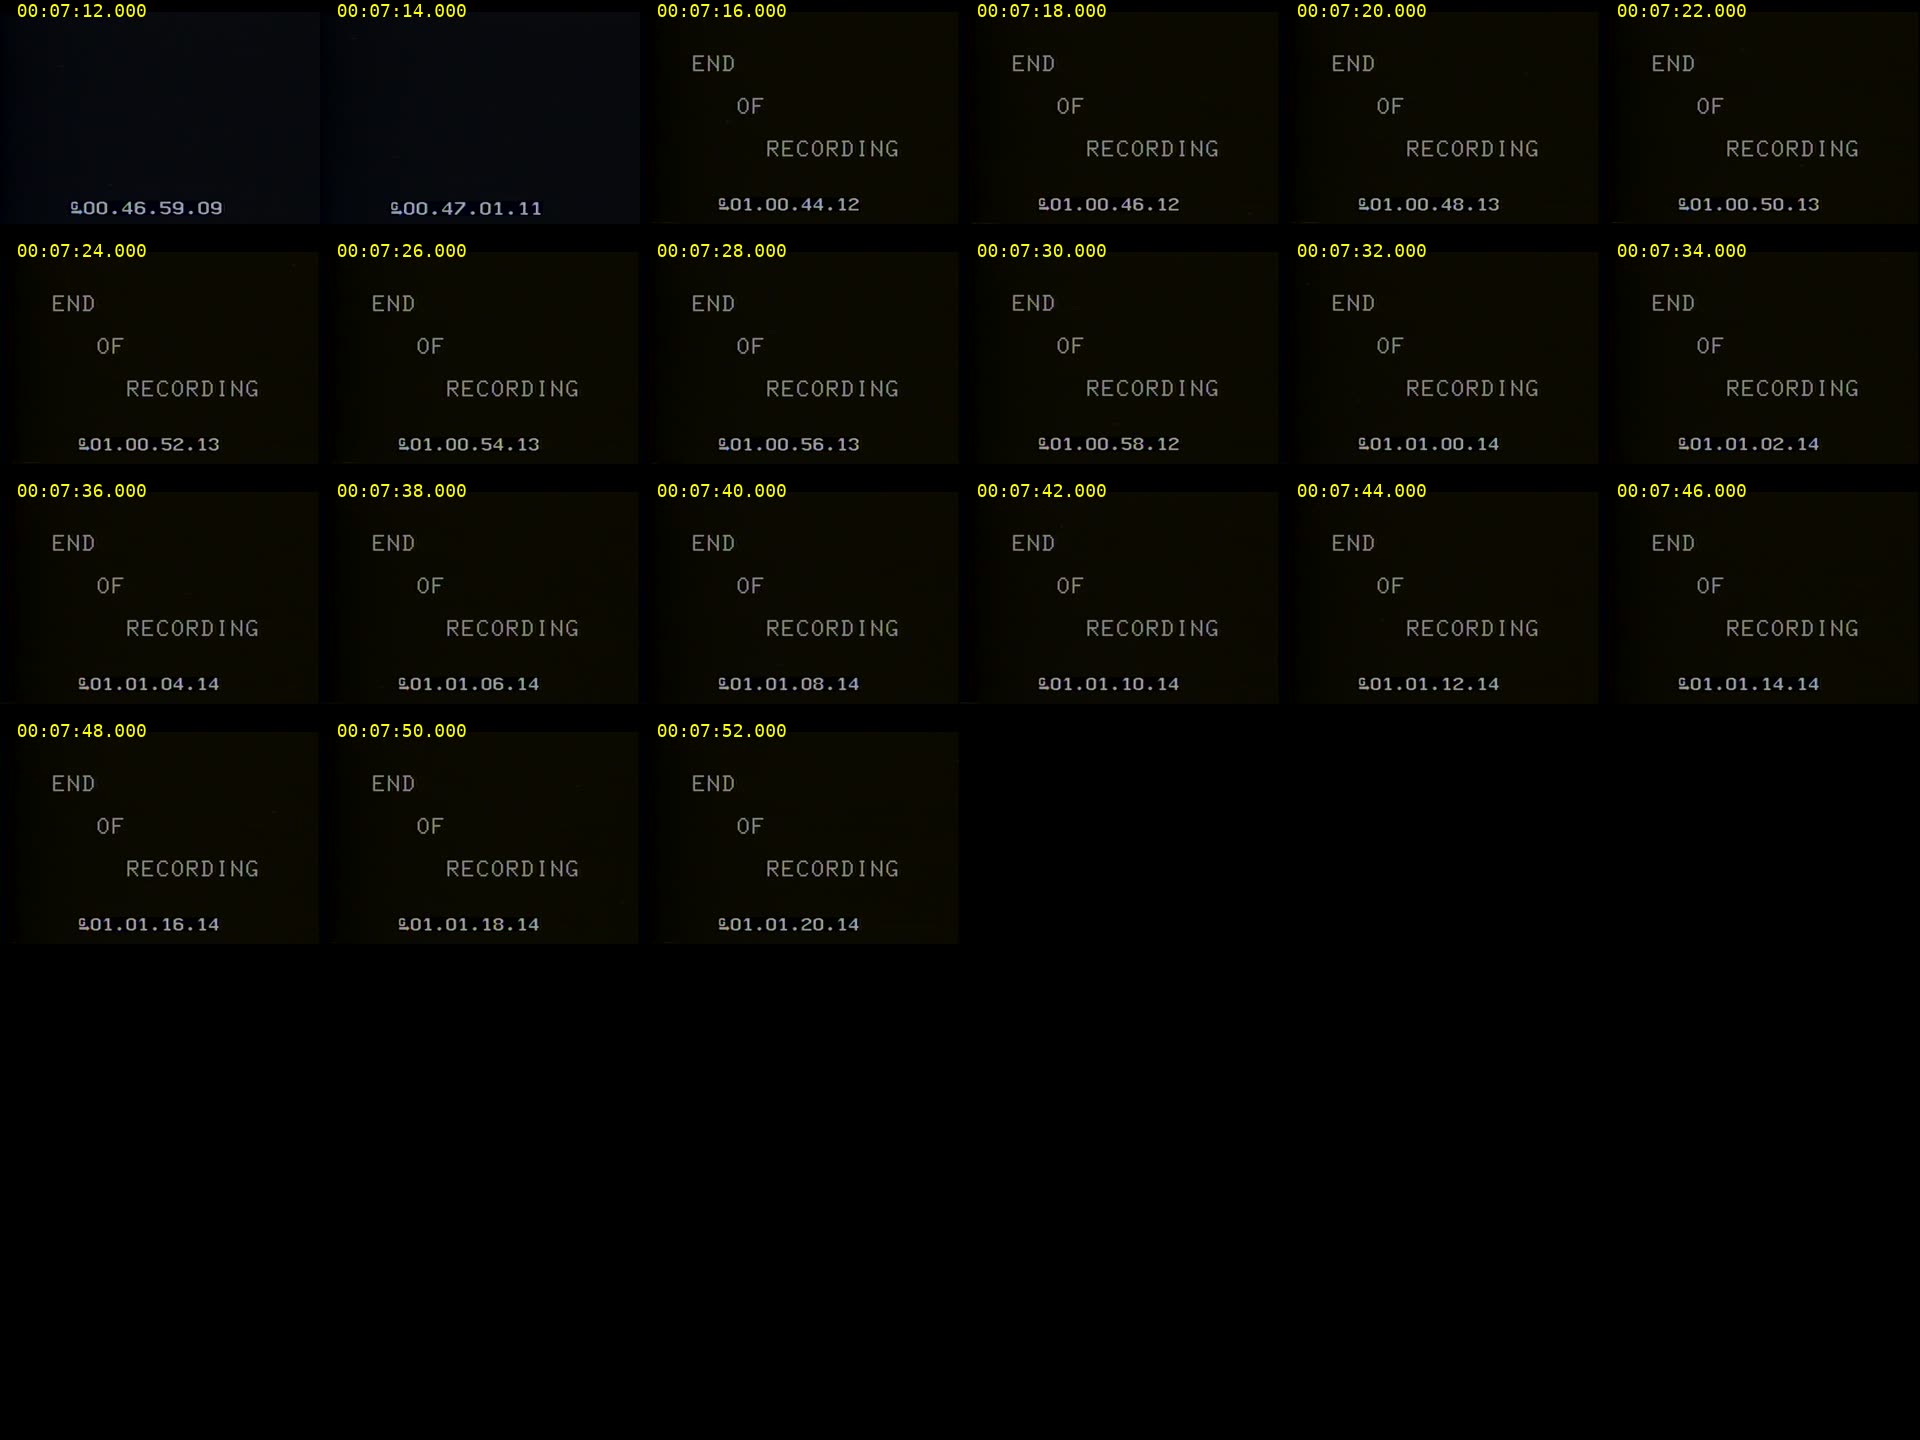 00:07:12.000 00:07:14.000 00:07:16.000 00:07:18.000 00:07:20.000 00:07:22.000
END END END END
OF OF OF OF
RECORDING RECORDING RECORDING RECORDING
00.46.59.09 00.47.01.11 01.00.44.12 01.00.46.12 01.00.48.13 01.00.50.13
00:07:24.000 00:07:26.000 00:07:28.000 00:07:30.000 00:07:32.000 00:07:34.000
END END END END END END
OF OF OF OF OF OF
RECORDING RECORDING RECORDING RECORDING RECORDING RECORDING
01.00.52.13 01.00.54.13 01.00.56.13 01.00.58.12 01.01.00.14 01.01.02.14
00:07:36.000 00:07:38.000 00:07:40.000 00:07:42.000 00:07:44.000 00:07:46.000
END END END END END END
OF OF OF OF OF OF
RECORDING RECORDING RECORDING RECORDING RECORDING RECORDING
01.01.04.14 01.01.06.14 01.01.08.14 01.01.10.14 01.01.12.14 01.01.14.14
00:07:48.000 00:07:50.000 00:07:52.000
END END END
OF OF OF
RECORDING RECORDING RECORDING
01.01.16.14 01.01.18.14 01.01.20.14